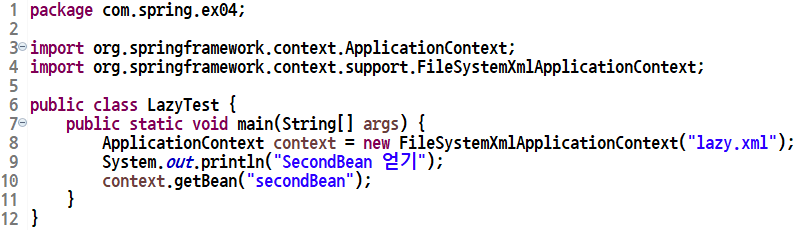 1 package com.spring.ex04;
2
3 import org.springframework.context.ApplicationContext;
4 import org.springframework.context.support.FileSystemXmlApplicationContext;
5
6 public class LazyTest {
7     public static void main(String[] args) {
8         ApplicationContext context = new FileSystemXmlApplicationContext("lazy.xml");
9         System.out.println("SecondBean 얻기");
10         context.getBean("secondBean");
11     }
12 }